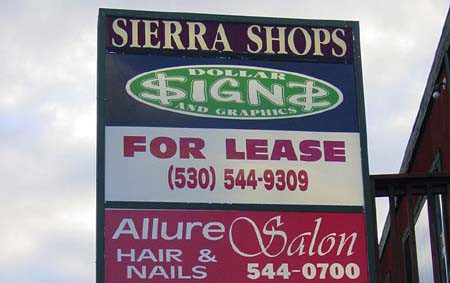 SIERRA SHOPS
DOLLAR
$IGN$
AND GRAPHICS
FOR LEASE
(530) 544-9309
Allure Salon
HAIR &
NAILS 544-0700